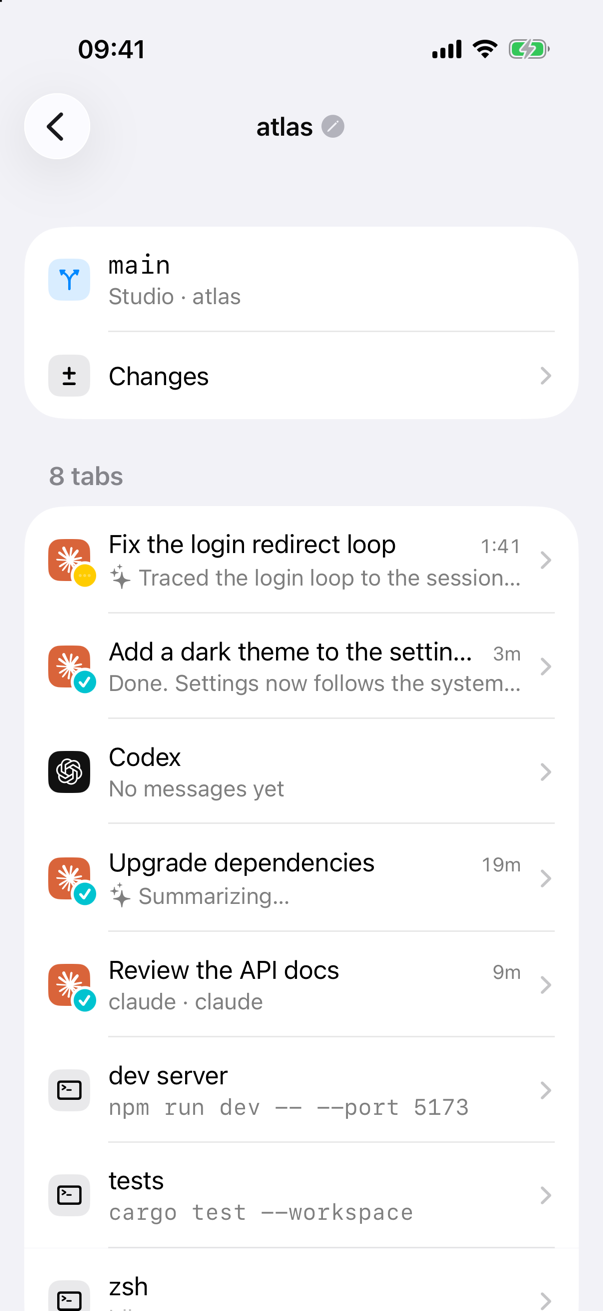 09:41
atlas
main
Studio · atlas
± Changes
8 tabs
Fix the login redirect loop 1:41
Traced the login loop to the session...
Add a dark theme to the settin... 3m
Done. Settings now follows the system...
Codex
No messages yet
Upgrade dependencies 19m
Summarizing...
Review the API docs 9m
claude · claude
dev server
npm run dev -- --port 5173
tests
cargo test --workspace
zsh